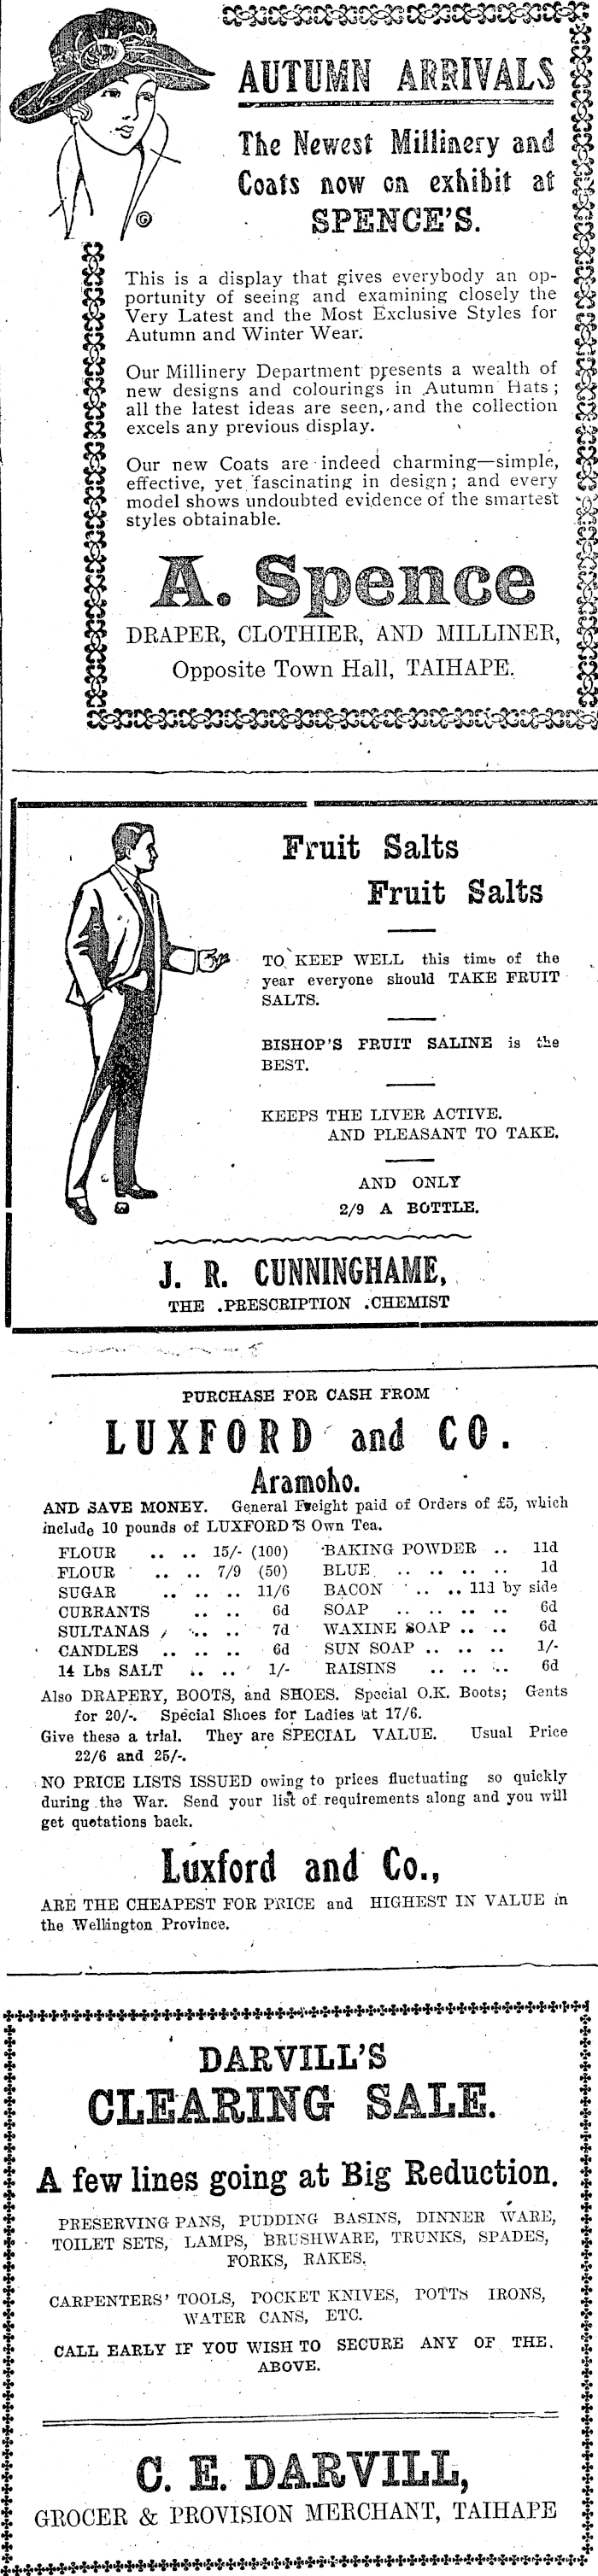 AUTUMN ARRIVALS
The Newest Millinery and
Coats now on exhibit at
SPENCE'S.
G
This is a display that gives everybody an op-
portunity of seeing and examining closely the
Very Latest and the Most Exclusive Styles for
Autumn and Winter Wear.
Our Millinery Department presents a wealth of
new designs and colourings in Autumn Hats;
all the latest ideas are seen, and the collection
excels any previous display.
Our new Coats are indeed charming—simple,
effective, yet fascinating in design; and every
model shows undoubted evidence of the smartest
styles obtainable.
A. Spence
DRAPER, CLOTHIER, AND MILLINER,
Opposite Town Hall, TAIHAPE.
Fruit Salts
Fruit Salts
TO KEEP WELL this time of the
year everyone should TAKE FRUIT
SALTS.
BISHOP'S FRUIT SALINE is the
BEST.
KEEPS THE LIVER ACTIVE.
AND PLEASANT TO TAKE.
AND ONLY
2/9 A BOTTLE.
J. R. CUNNINGHAME,
THE PRESCRIPTION CHEMIST
PURCHASE FOR CASH FROM
LUXFORD and CO.
Aramoho.
AND SAVE MONEY. General Freight paid of Orders of £5, which
include 10 pounds of LUXFORD'S Own Tea.
FLOUR .. .. 15/- (100)
FLOUR .. .. 7/9 (50)
SUGAR .. .. .. 11/6
CURRANTS .. .. 6d
SULTANAS .. .. 7d
CANDLES .. .. .. 6d
14 Lbs SALT .. .. 1/-
BAKING POWDER .. 11d
BLUE .. .. .. .. 1d
BACON .. .. 11d by side
SOAP .. .. .. .. 6d
WAXINE SOAP .. .. 6d
SUN SOAP .. .. .. 1/-
RAISINS .. .. .. 6d
Also DRAPERY, BOOTS, and SHOES. Special O.K. Boots; Gents
for 20/-. Special Shoes for Ladies at 17/6.
Give these a trial. They are SPECIAL VALUE. Usual Price
22/6 and 25/-.
NO PRICE LISTS ISSUED owing to prices fluctuating so quickly
during the War. Send your list of requirements along and you will
get quotations back.
Luxford and Co.,
ARE THE CHEAPEST FOR PRICE and HIGHEST IN VALUE in
the Wellington Province.
DARVILL'S
CLEARING SALE.
A few lines going at Big Reduction.
PRESERVING PANS, PUDDING BASINS, DINNER WARE,
TOILET SETS, LAMPS, BRUSHWARE, TRUNKS, SPADES,
FORKS, RAKES.
CARPENTERS' TOOLS, POCKET KNIVES, POTTS IRONS,
WATER CANS, ETC.
CALL EARLY IF YOU WISH TO SECURE ANY OF THE.
ABOVE.
C. E. DARVILL,
GROCER & PROVISION MERCHANT, TAIHAPE